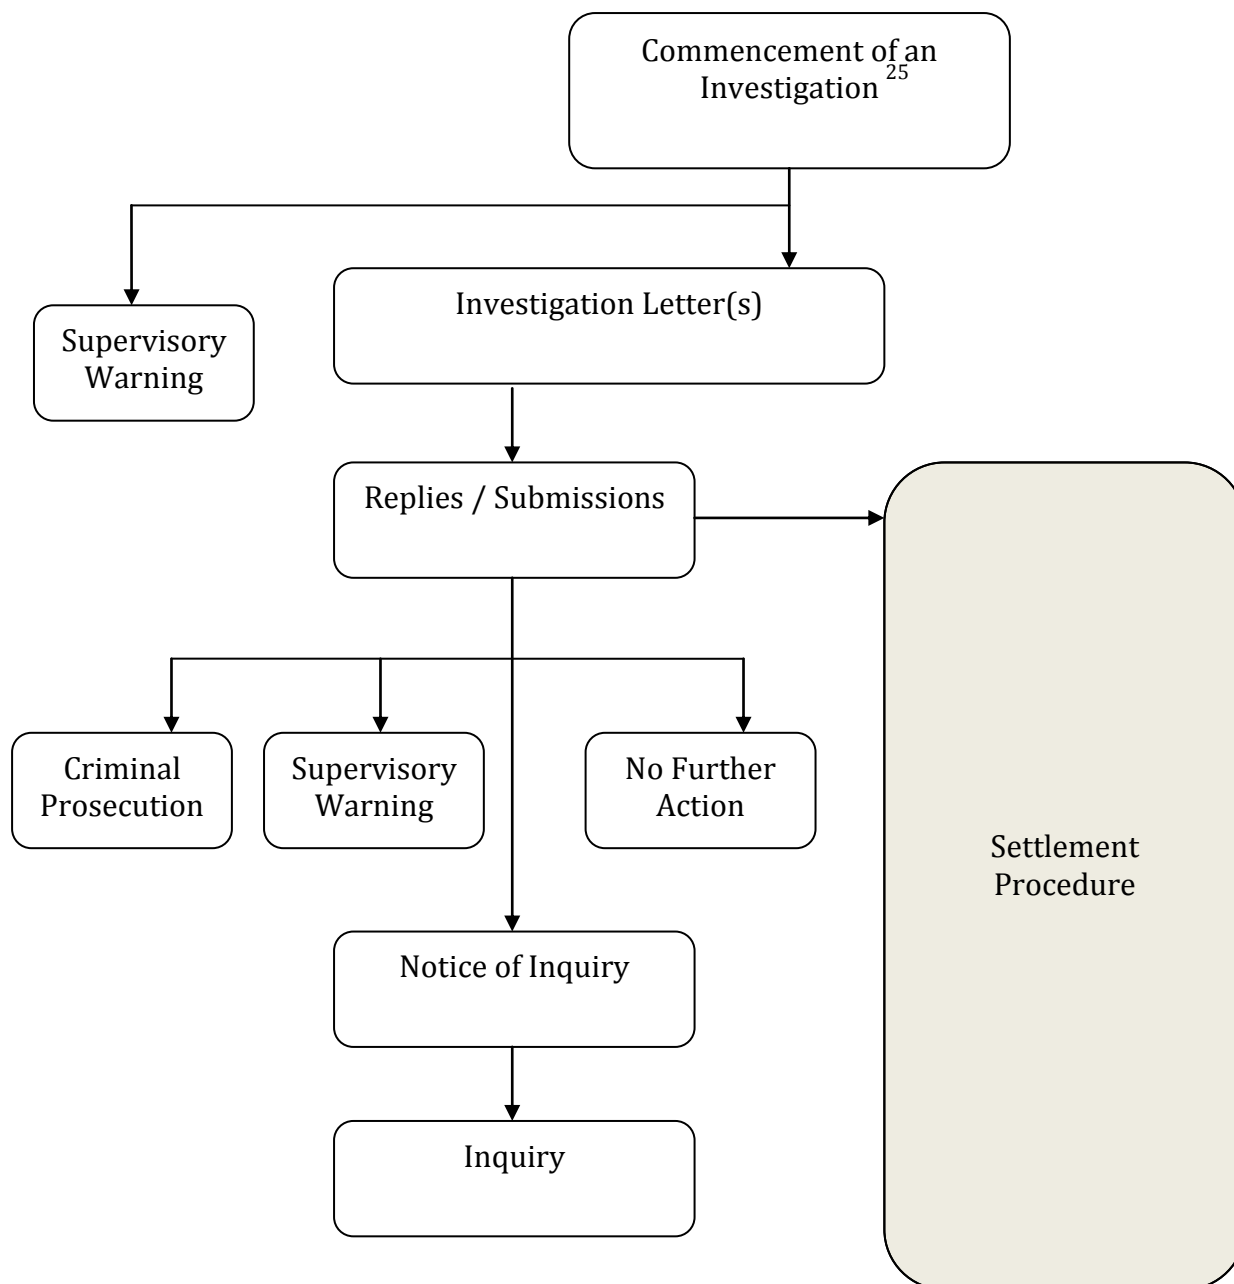 Commencement of an
Investigation 25
Investigation Letter(s)
Supervisory
Warning
Replies / Submissions
Criminal
Prosecution
Supervisory
Warning
No Further
Action
Settlement
Procedure
Notice of Inquiry
Inquiry